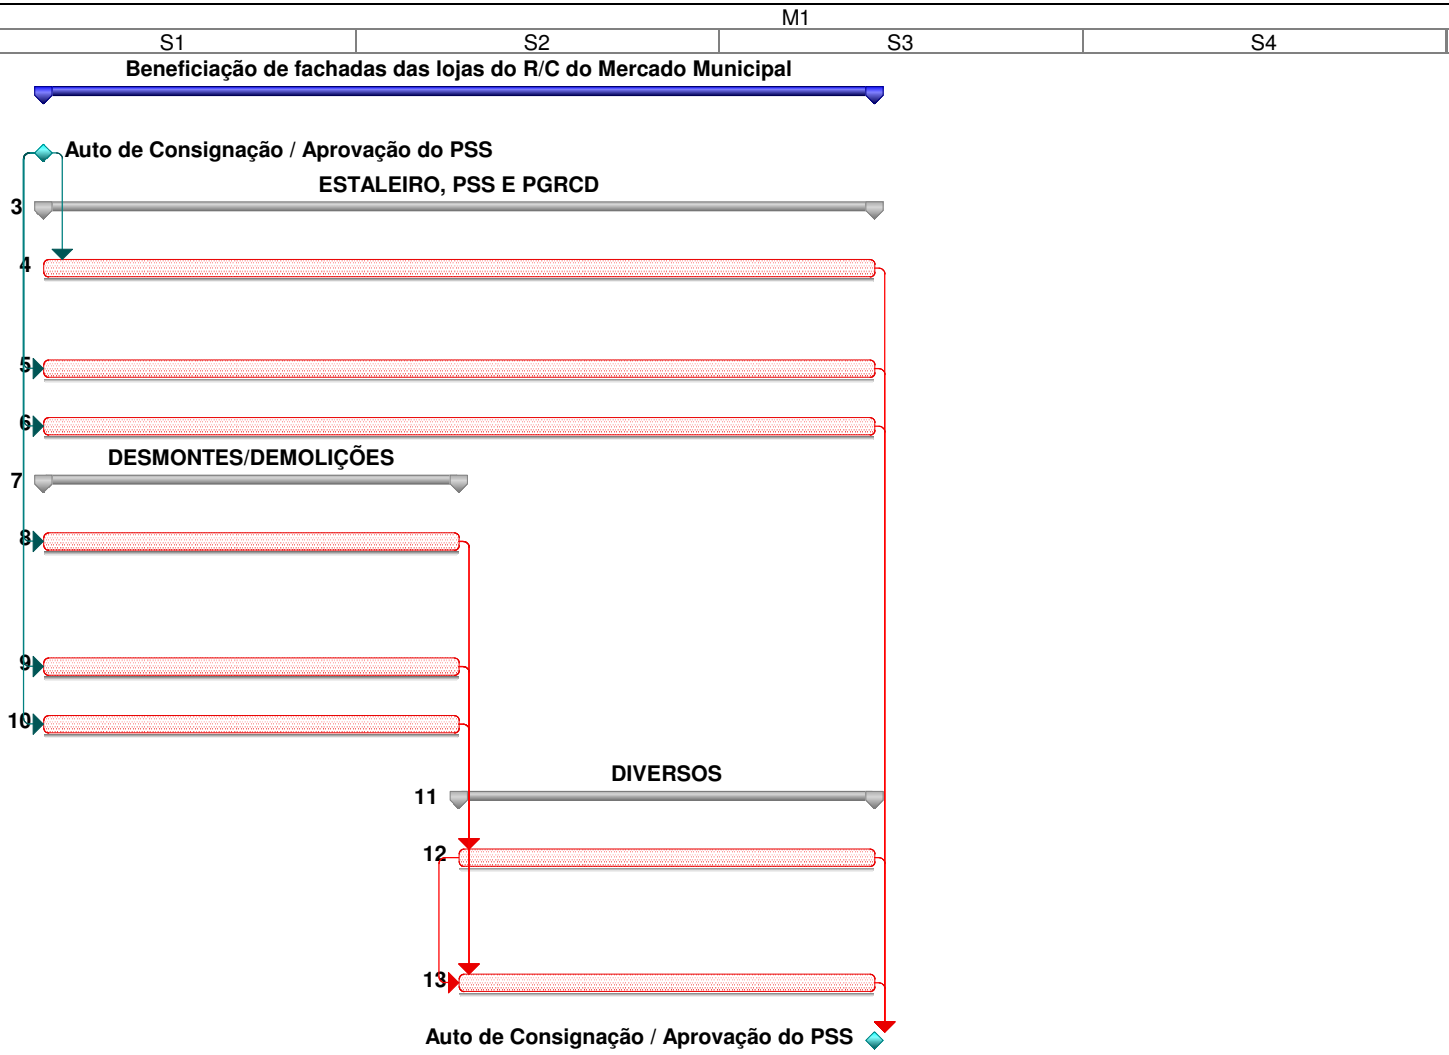 M1
S1 S2 S3 S4
Beneficiação de fachadas das lojas do R/C do Mercado Municipal
Auto de Consignação / Aprovação do PSS
ESTALEIRO, PSS E PGRCD
3
4
5
6
DESMONTES/DEMOLIÇÕES
7
8
9
10
DIVERSOS
11
12
13
Auto de Consignação / Aprovação do PSS